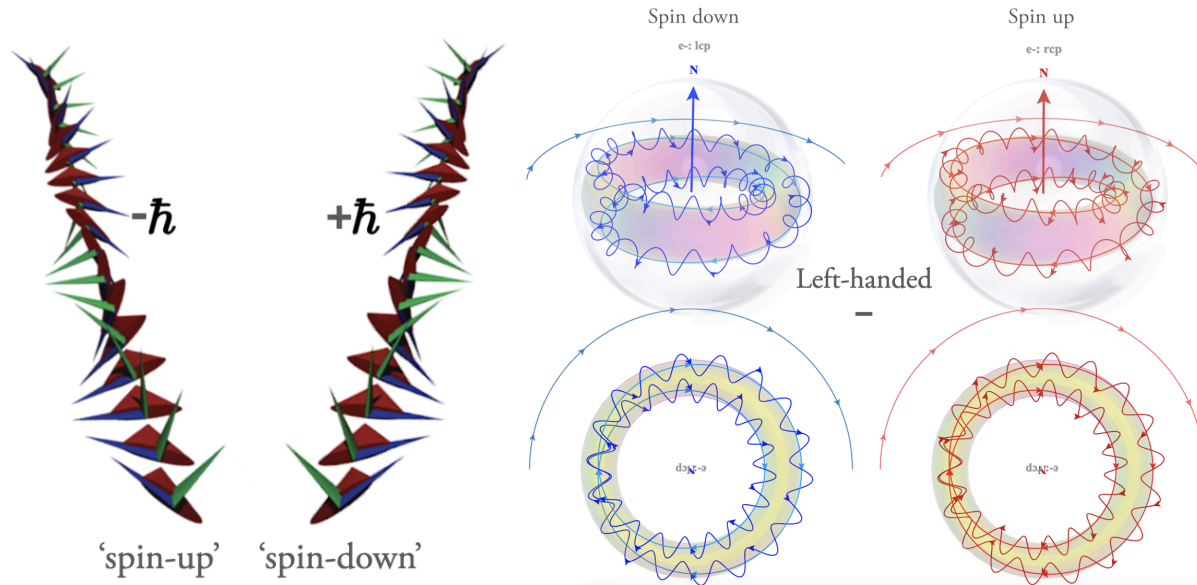 -ħ
+ħ
'spin-up' 'spin-down'
Spin down
e-: lcp
N
Spin up
e-: rcp
N
Left-handed
–
N
N